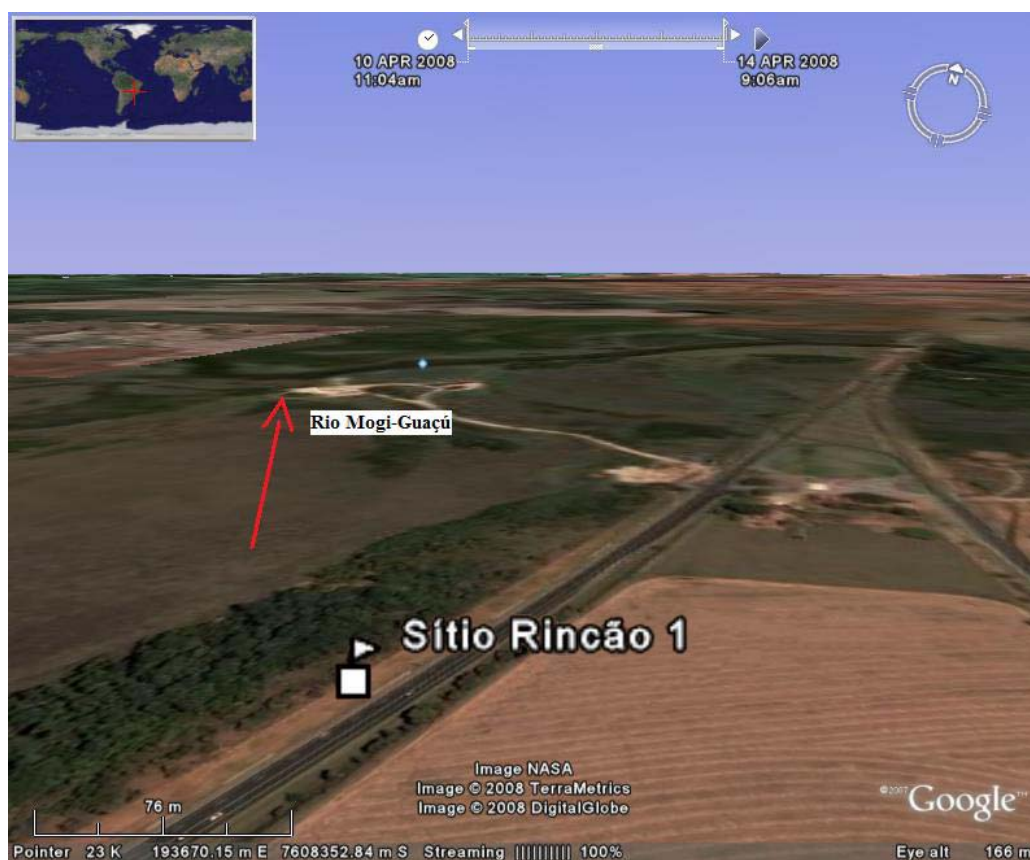 10 APR 2008
11:04am
14 APR 2008
9:06am
N
Rio Mogi-Guaçú
Sítio Rincão 1
Image NASA
Image © 2008 TerraMetrics
Image © 2008 DigitalGlobe
©2007 Google™
76 m
Pointer 23 K 193670.15 m E 7608352.84 m S Streaming |||||||||| 100% Eye alt 166 m